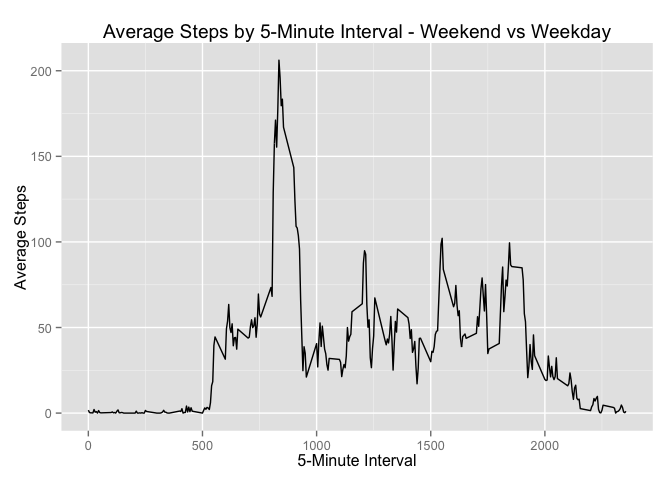 Average Steps by 5-Minute Interval - Weekend vs Weekday
Average Steps
200
150
100
50
0
0 500 1000 1500 2000
5-Minute Interval